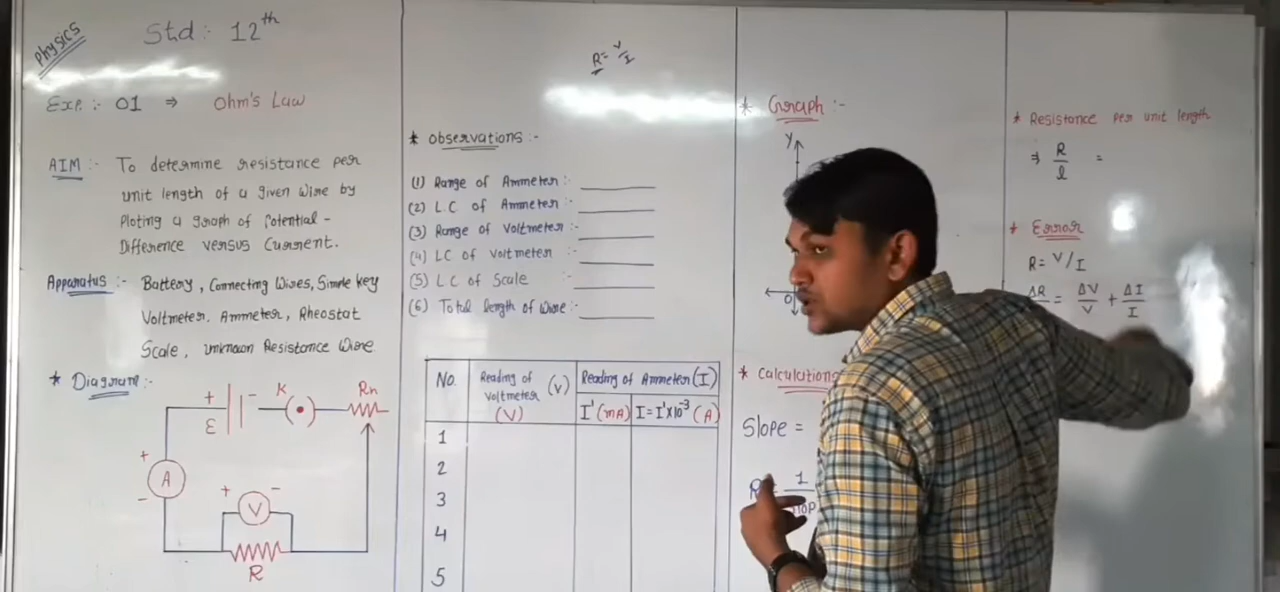 Physics
Std:- 12th
Exp:- 01 ⇒ Ohm's Law
AIM:- To determine resistance per
unit length of a given wire by
Ploting a graph of Potential-
Difference versus Current.
Apparatus:- Battery, Connecting Wires, Simple key
Voltmeter. Ammeter, Rheostat
Scale, unknown Resistance Wire.
* Diagram:-
+ - K Rh
ε
+
A
-
+ V -
R
R = V/I
* Observations:-
(1) Range of Ammeter:-
(2) L.C of Ammeter:-
(3) Range of Voltmeter:-
(4) LC of Voltmeter
(5) LC of Scale
(6) Total length of Wire:-
No. Reading of Voltmeter (V) (V) Reading of Ammeter (I)
I' (mA) I=I'x10⁻³ (A)
1
2
3
4
5
* Graph:-
Y
O
* Calculations
Slope =
1
* Resistance per unit length
⇒ R/l =
* Error
R = V/I
ΔR = ΔV/V + ΔI/I